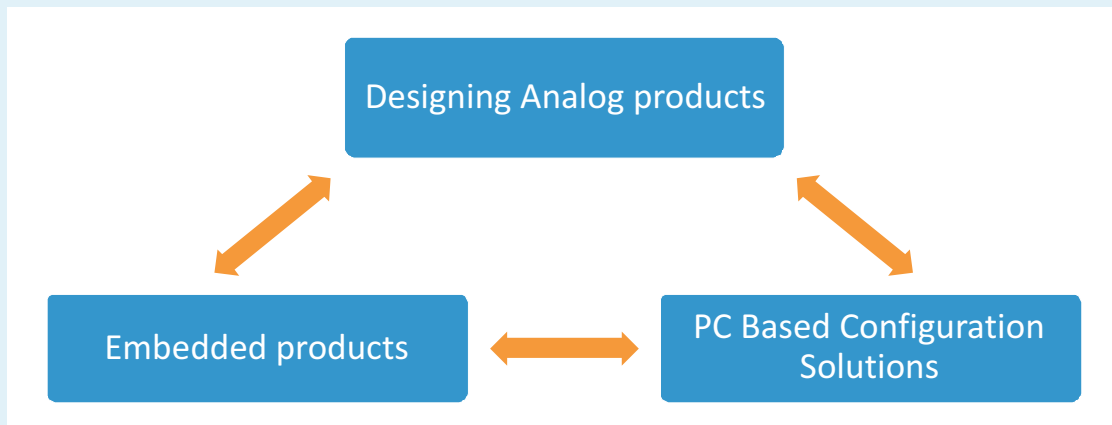 Designing Analog products
Embedded products
PC Based Configuration
Solutions